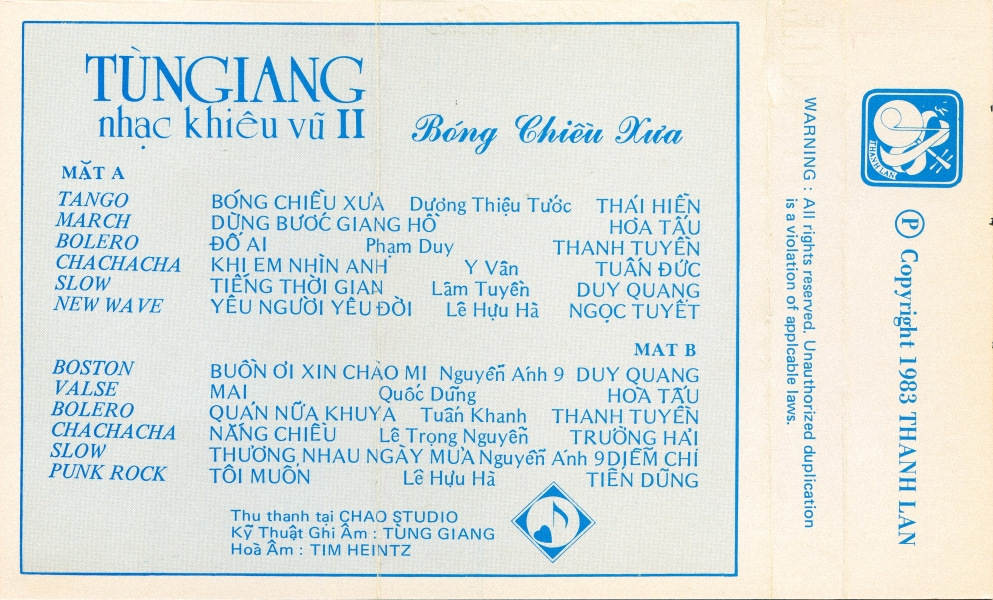 TÙNGIANG
nhạc khiêu vũ II
Bóng Chiều Xưa
MẶT A
TANGO BÓNG CHIỀU XƯA Dương Thiệu Tước THÁI HIỀN
MARCH DỪNG BƯỚC GIANG HỒ HÒA TẤU
BOLERO ĐỐ AI Phạm Duy THANH TUYỀN
CHACHACHA KHI EM NHÌN ANH Y Vân TUẤN ĐỨC
SLOW TIẾNG THỜI GIAN Lâm Tuyền DUY QUANG
NEW WAVE YÊU NGƯỜI YÊU ĐỜI Lê Hựu Hà NGỌC TUYẾT
MAT B
BOSTON BUỒN ƠI XIN CHÀO MI Nguyễn Ánh 9 DUY QUANG
VALSE MAI Quốc Dũng HOÀ TẤU
BOLERO QUÁN NỮA KHUYA Tuấn Khanh THANH TUYỀN
CHACHACHA NẮNG CHIỀU Lê Trọng Nguyễn TRƯỜNG HẢI
SLOW THƯƠNG NHAU NGÀY MƯA Nguyễn Ánh 9 DIỄM CHI
PUNK ROCK TÔI MUỐN Lê Hựu Hà TIẾN DŨNG
Thu thanh tại CHAO STUDIO
Kỹ Thuật Ghi Âm : TÙNG GIANG
Hoà Âm : TIM HEINTZ
WARNING : All rights reserved. Unauthorized duplication
is a violation of applcable laws.
THANH LAN
℗ Copyright 1983 THANH LAN